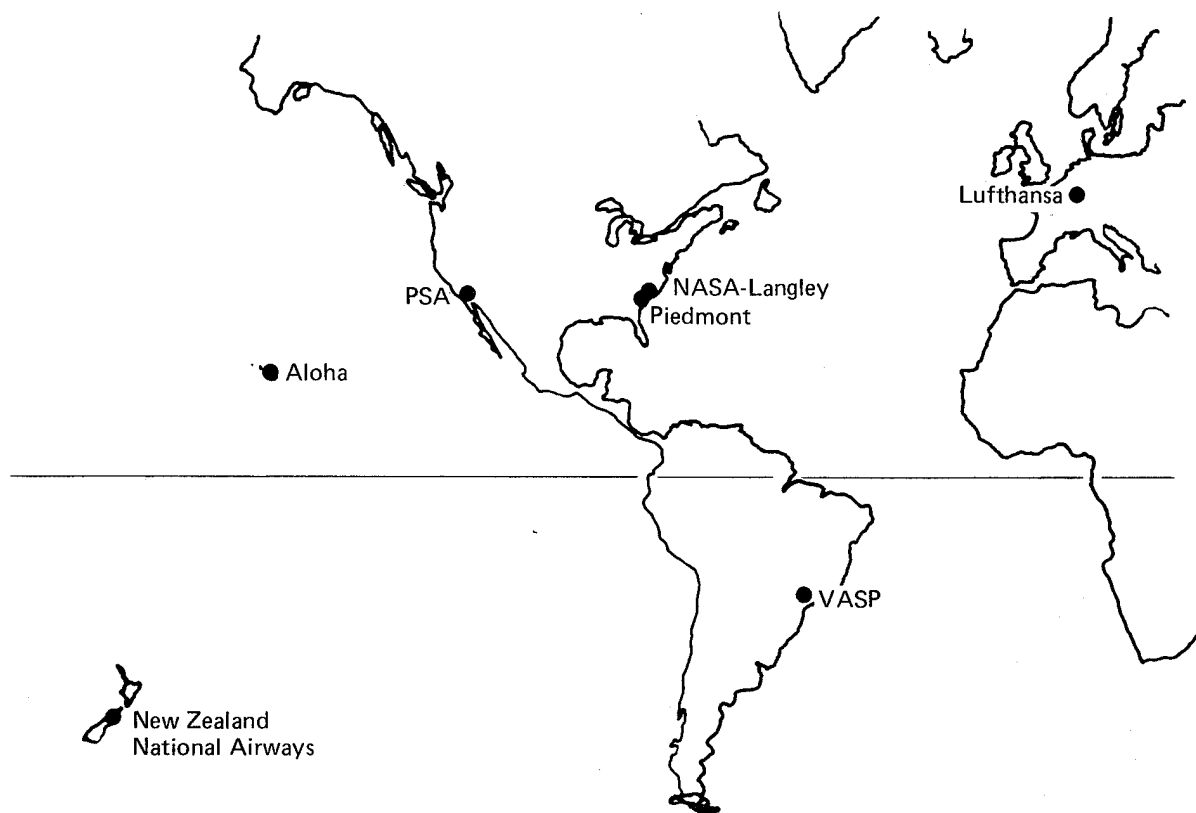 Lufthansa
PSA
NASA-Langley
Piedmont
Aloha
VASP
New Zealand
National Airways